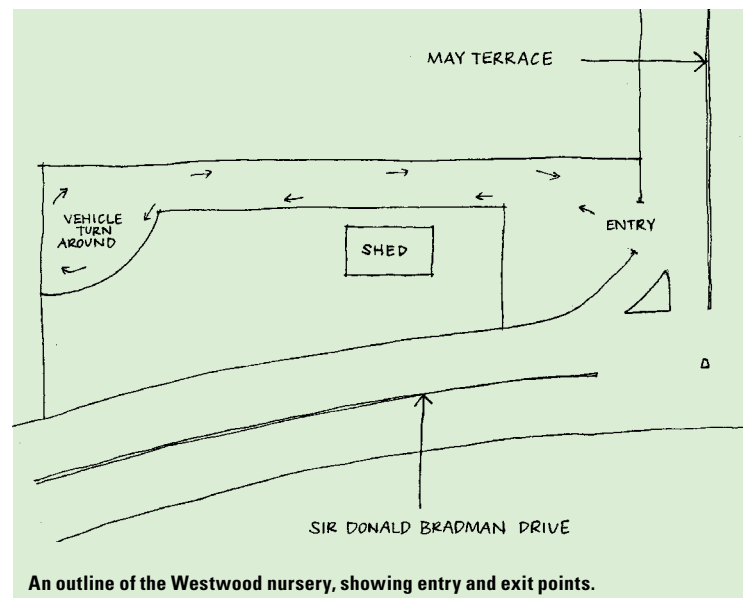 MAY TERRACE
VEHICLE
TURN
AROUND
ENTRY
SHED
SIR DONALD BRADMAN DRIVE
An outline of the Westwood nursery, showing entry and exit points.